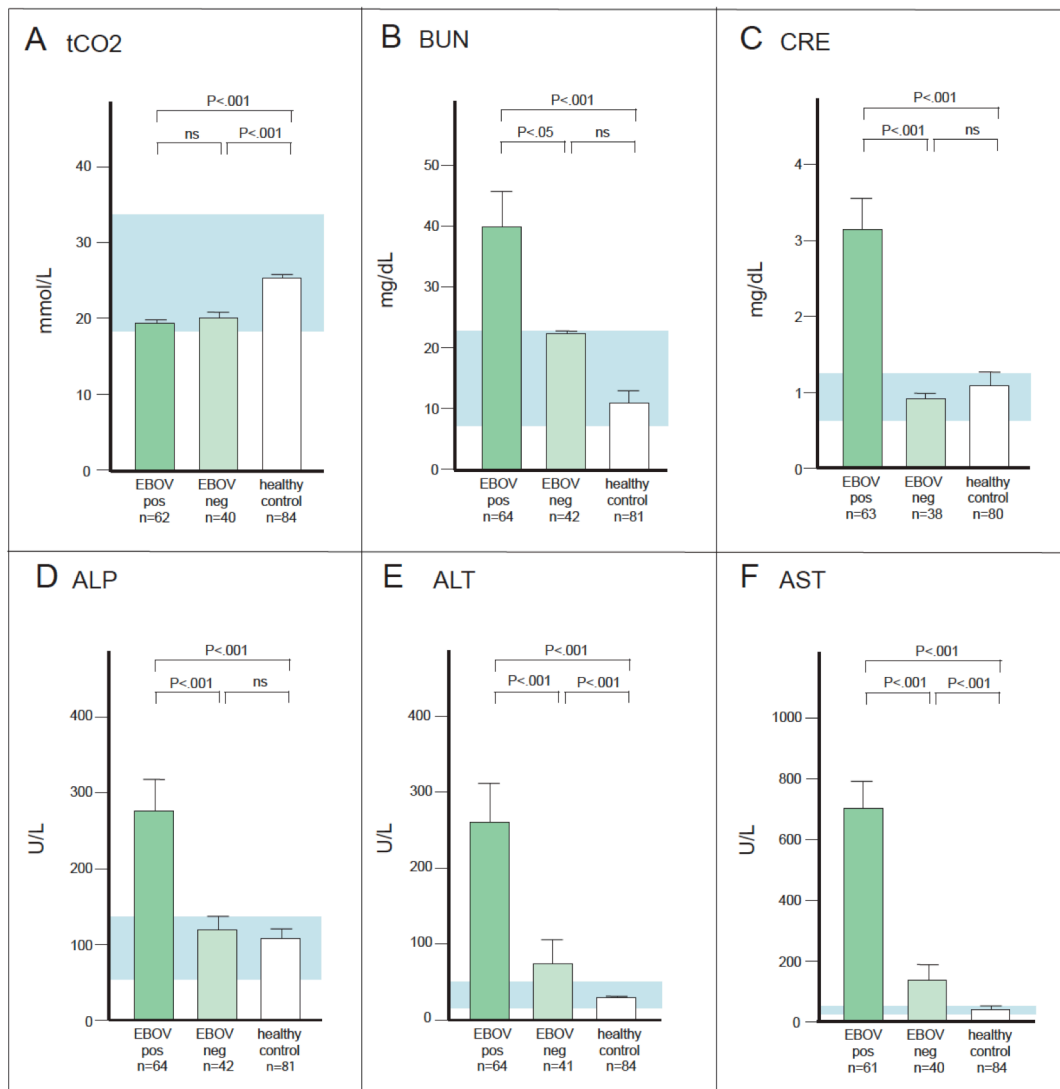 A tCO2
P<.001
ns P<.001
40
30
20
10
0
mmol/L
EBOV EBOV healthy
pos neg control
n=62 n=40 n=84
B BUN
P<.001
P<.05 ns
50
40
30
20
10
0
mg/dL
EBOV EBOV healthy
pos neg control
n=64 n=42 n=81
C CRE
P<.001
P<.001 ns
4
3
2
1
0
mg/dL
EBOV EBOV healthy
pos neg control
n=63 n=38 n=80
D ALP
P<.001
P<.001 ns
400
300
200
100
0
U/L
EBOV EBOV healthy
pos neg control
n=64 n=42 n=81
E ALT
P<.001
P<.001 P<.001
400
300
200
100
0
U/L
EBOV EBOV healthy
pos neg control
n=64 n=41 n=84
F AST
P<.001
P<.001 P<.001
1000
800
600
400
200
0
U/L
EBOV EBOV healthy
pos neg control
n=61 n=40 n=84